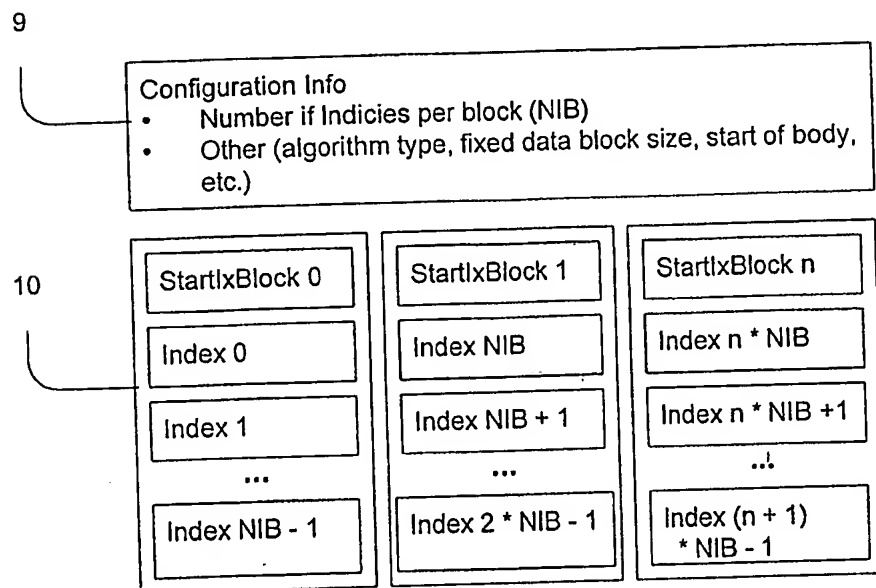 9
Configuration Info
• Number if Indicies per block (NIB)
• Other (algorithm type, fixed data block size, start of body,
etc.)
10
StartIxBlock 0
Index 0
Index 1
...
Index NIB - 1
StartIxBlock 1
Index NIB
Index NIB + 1
...
Index 2 * NIB - 1
StartIxBlock n
Index n * NIB
Index n * NIB +1
...
Index (n + 1)
* NIB - 1